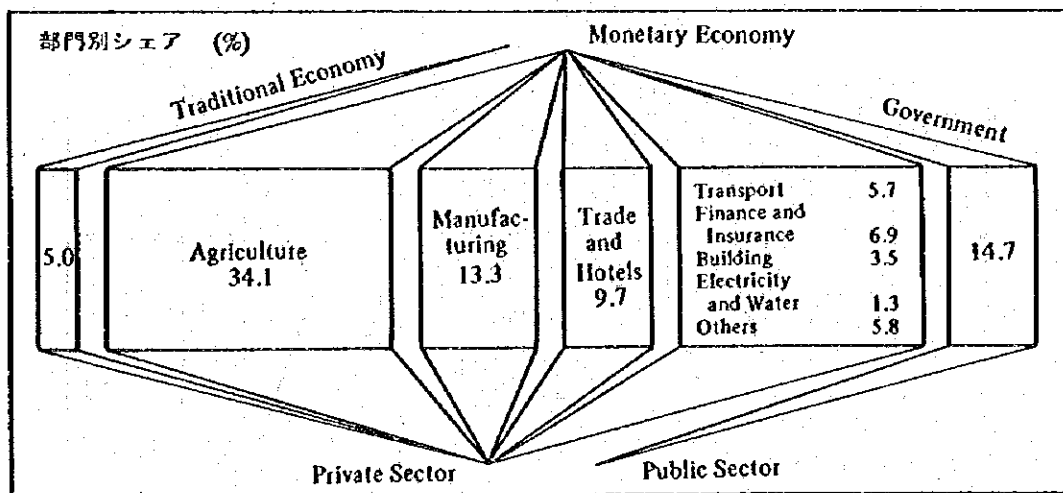 部門別シェア (%)
Monetary Economy
Traditional Economy
Government
5.0
Agriculture
34.1
Manufac-
turing
13.3
Trade
and
Hotels
9.7
Transport 5.7
Finance and
Insurance 6.9
Building 3.5
Electricity
and Water 1.3
Others 5.8
14.7
Private Sector
Public Sector